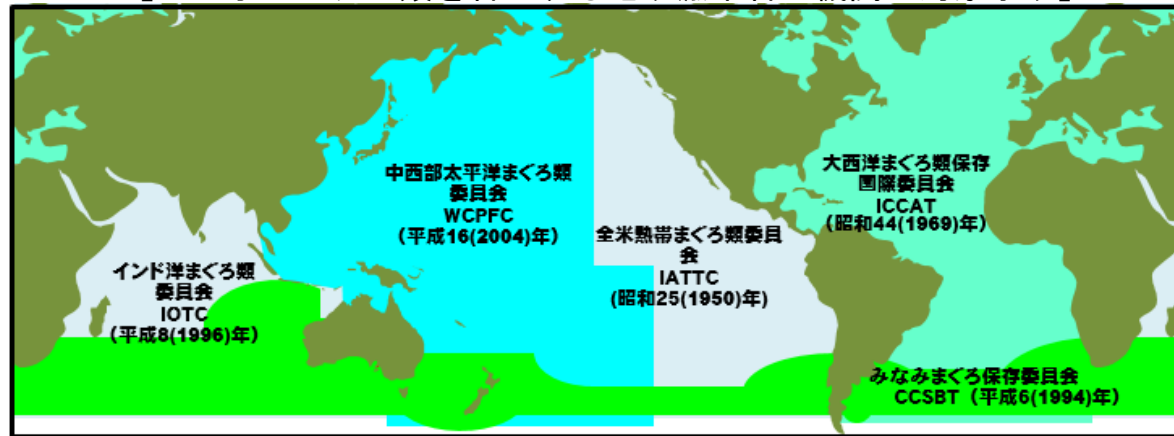 中西部太平洋まぐろ類
委員会
WCPFC
（平成16(2004)年）
大西洋まぐろ類保存
国際委員会
ICCAT
（昭和44(1969)年）
全米熱帯まぐろ類委員
会
IATTC
(昭和25(1950)年)
インド洋まぐろ類
委員会
IOTC
（平成8(1996)年）
みなみまぐろ保存委員会
CCSBT（平成6(1994)年）